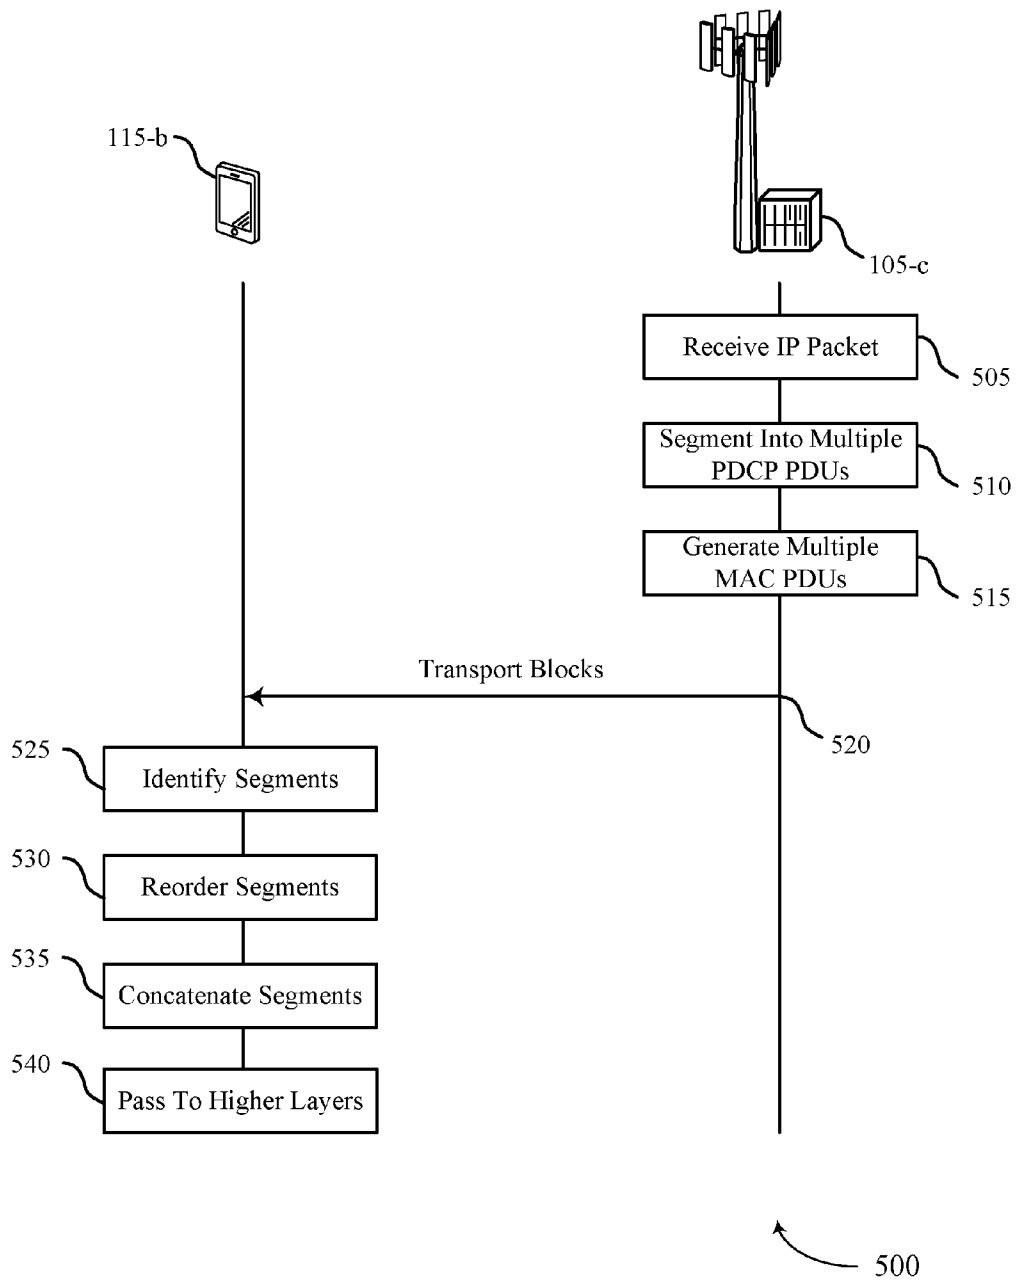 115-b
105-c
Receive IP Packet
505
Segment Into Multiple
PDCP PDUs
510
Generate Multiple
MAC PDUs
515
Transport Blocks
520
525
Identify Segments
530
Reorder Segments
535
Concatenate Segments
540
Pass To Higher Layers
500